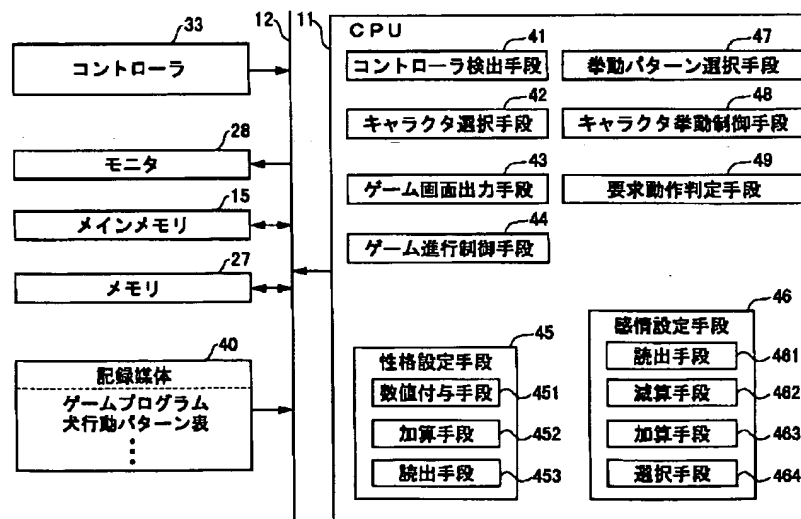 12
11
33
コントローラ
28
モニタ
15
メインメモリ
27
メモリ
40
記録媒体
ゲームプログラム
犬行動パターン表
CPU
41
コントローラ検出手段
42
キャラクタ選択手段
43
ゲーム画面出力手段
44
ゲーム進行制御手段
47
挙動パターン選択手段
48
キャラクタ挙動制御手段
49
要求動作判定手段
45
性格設定手段
数値付与手段
451
加算手段
452
読出手段
453
46
感情設定手段
読出手段
461
減算手段
462
加算手段
463
選択手段
464